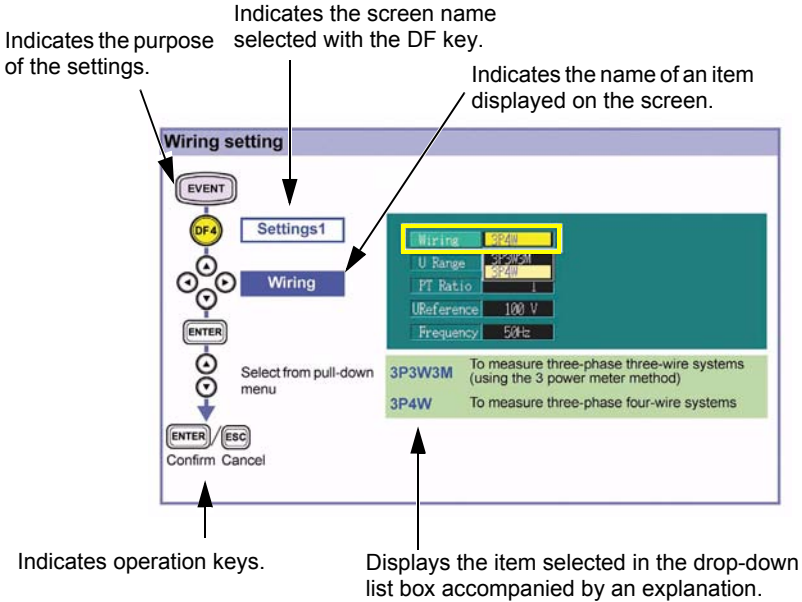 Indicates the screen name
selected with the DF key.
Indicates the purpose
of the settings.
Indicates the name of an item
displayed on the screen.
Wiring setting
EVENT
DF4
Settings1
Wiring
ENTER
Select from pull-down
menu
ENTER / ESC
Confirm Cancel
Wiring 3P4W
U Range 3P3W3M
3P4W
PT Ratio 1
UReference 100 V
Frequency 50Hz
3P3W3M To measure three-phase three-wire systems
(using the 3 power meter method)
3P4W To measure three-phase four-wire systems
Indicates operation keys.
Displays the item selected in the drop-down
list box accompanied by an explanation.